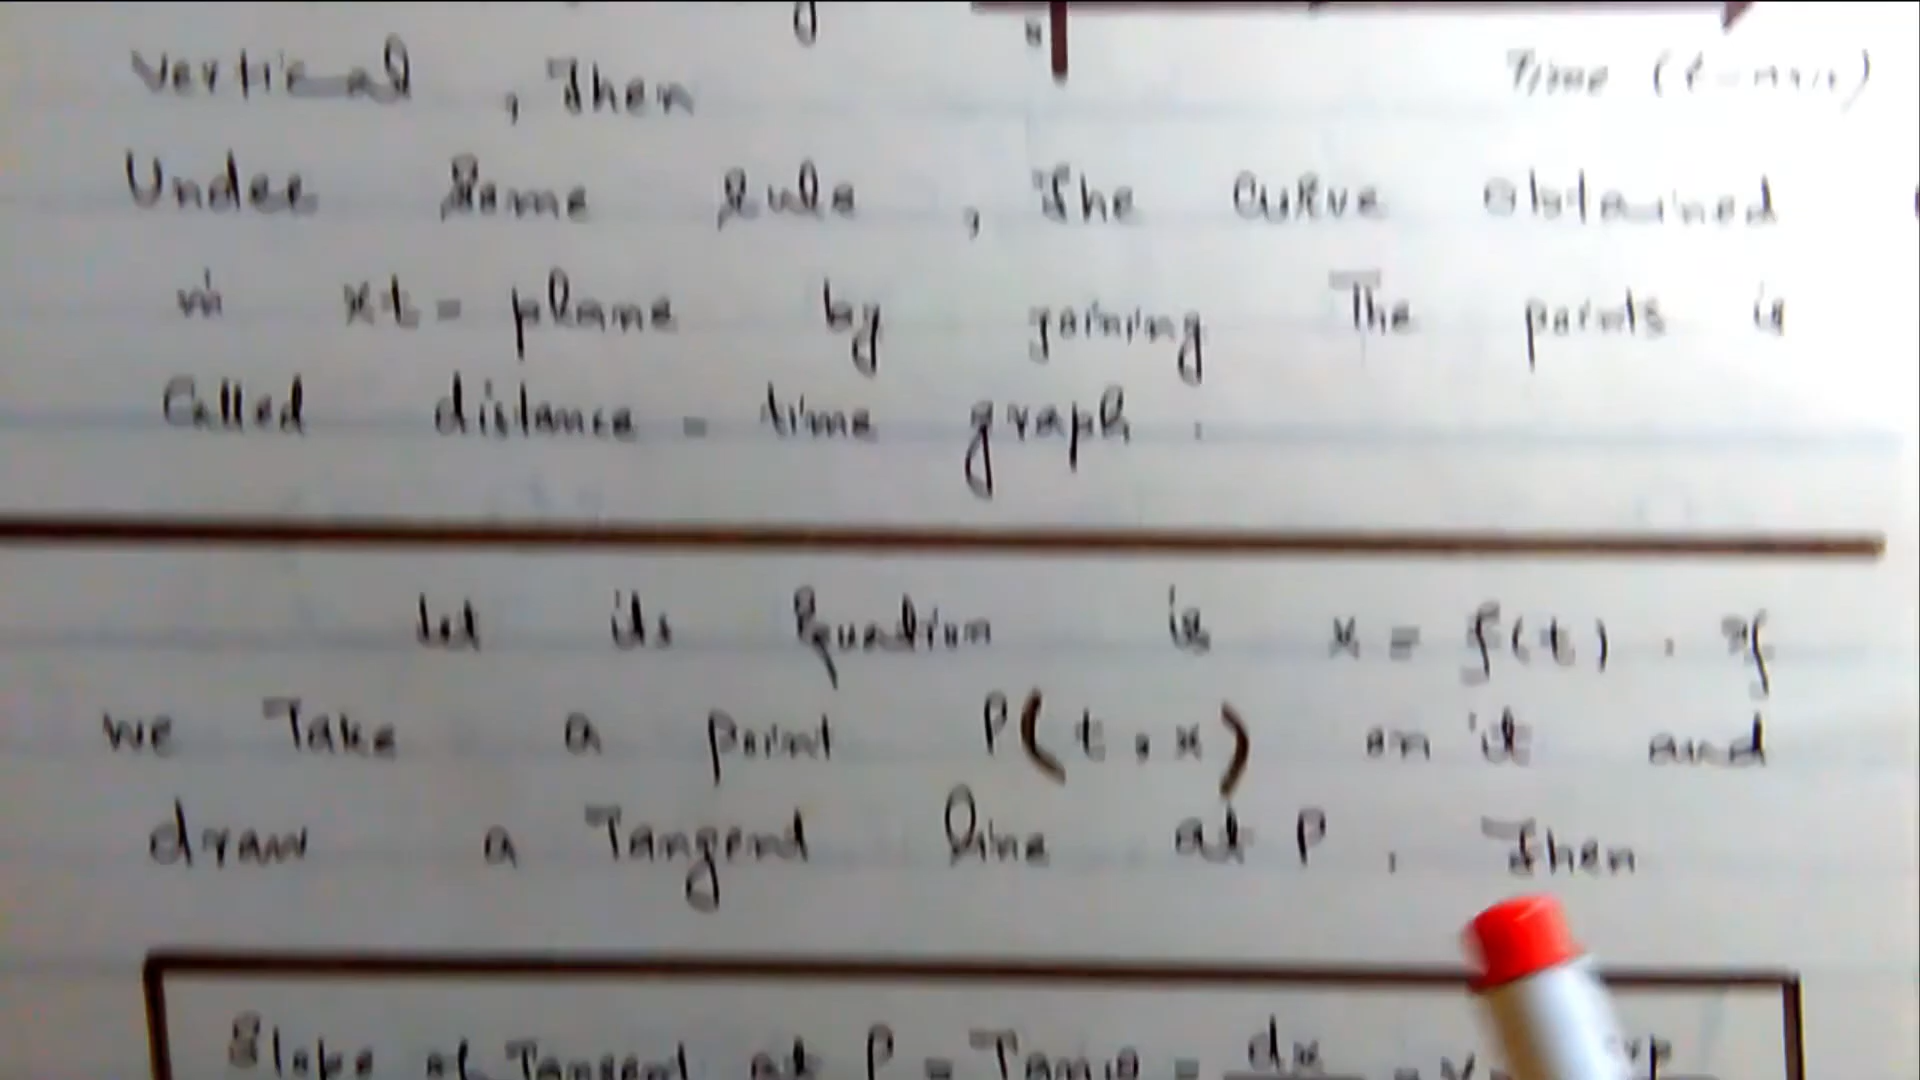 Time (t-axis)
vertical , Then
Under Some rule , The curve obtained
in xt - plane by joining The points is
Called distance - time graph .
Let its Equation is x = f(t) . If
we Take a point P(t, x) on it and
draw a Tangent line at P , Then
Slope of Tangent at P = Tanθ = dx